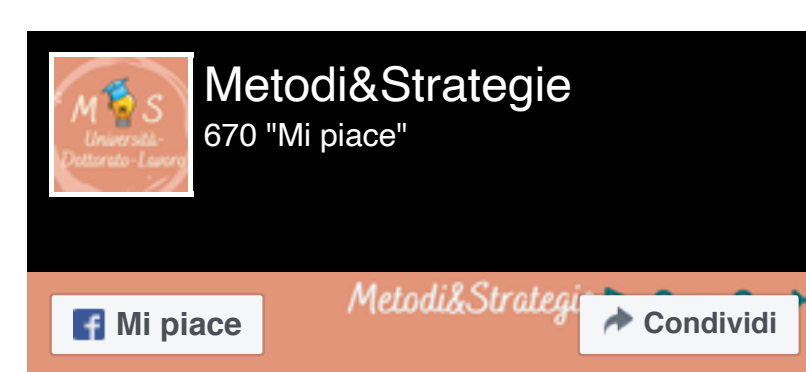 Metodi&Strategie
670 "Mi piace"
M S
Università-
Dottorato-Lavoro
Metodi&Strategie
Mi piace
Condividi